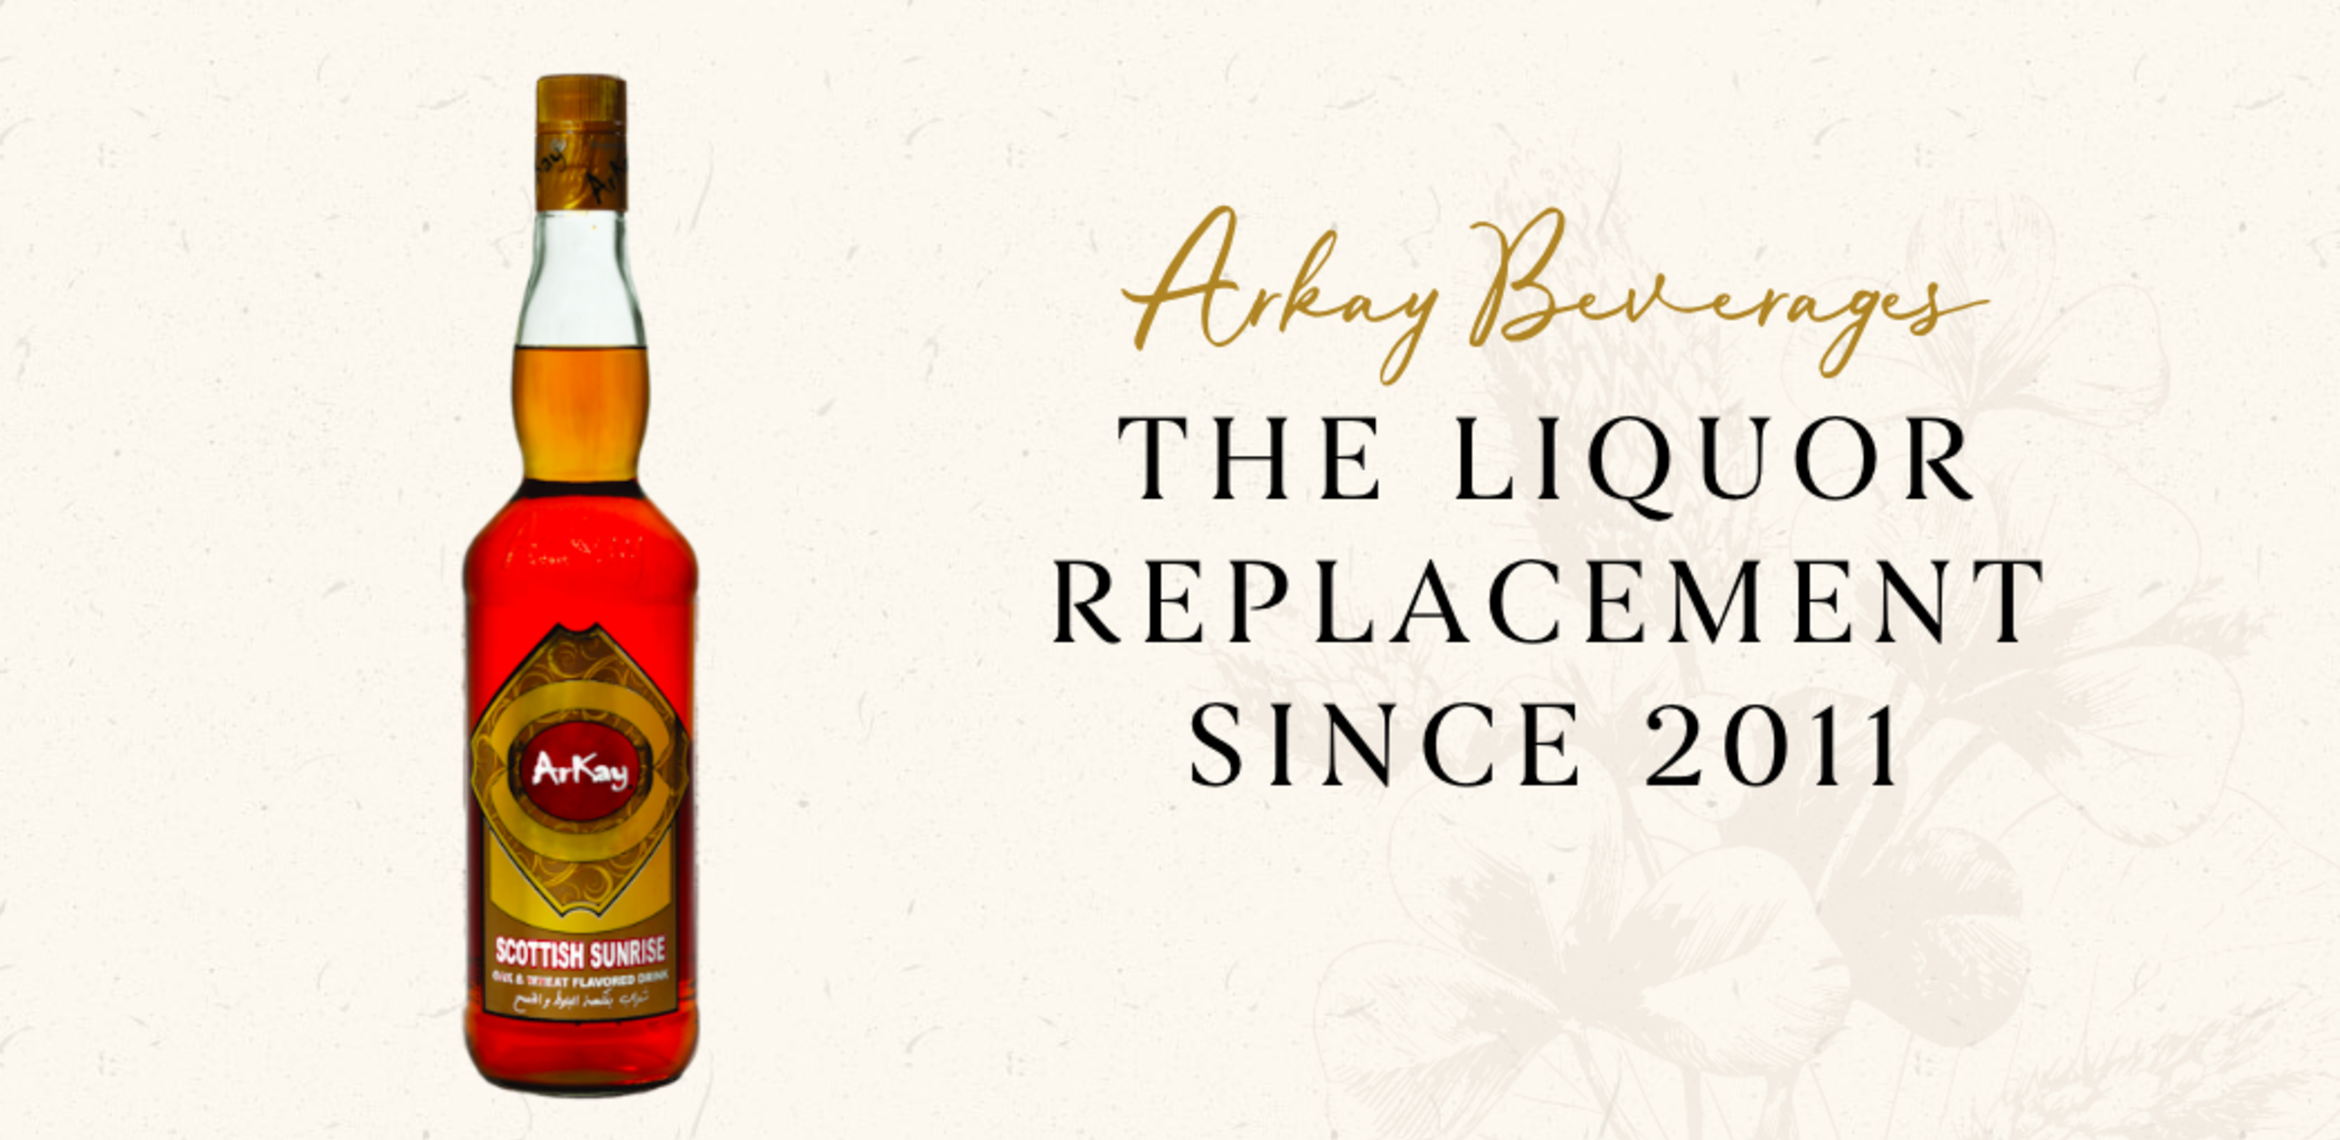 Arkay Beverages
THE LIQUOR
REPLACEMENT
SINCE 2011
ArKay
SCOTTISH SUNRISE
FLAVORED DRINK